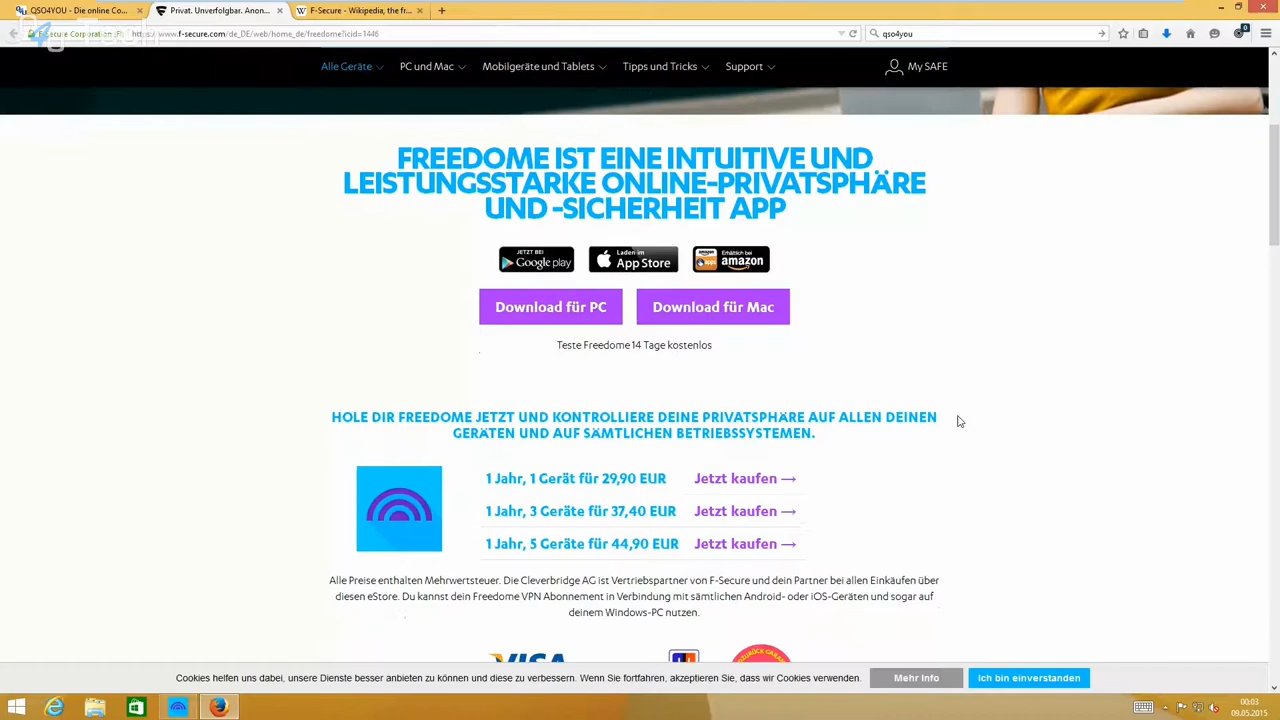 QSO4YOU - Die online Co...
Privat. Unverfolgbar. Anon...
F-Secure - Wikipedia, the fr...
https://www.f-secure.com/de_DE/web/home_de/freedome?icid=1446
qso4you
Alle Geräte
PC und Mac
Mobilgeräte und Tablets
Tipps und Tricks
Support
My SAFE
FREEDOME IST EINE INTUITIVE UND
LEISTUNGSSTARKE ONLINE-PRIVATSPHÄRE
UND -SICHERHEIT APP
JETZT BEI
Google play
Laden im
App Store
Erhältlich bei
amazon
Download für PC
Download für Mac
Teste Freedome 14 Tage kostenlos
HOLE DIR FREEDOME JETZT UND KONTROLLIERE DEINE PRIVATSPHÄRE AUF ALLEN DEINEN
GERÄTEN UND AUF SÄMTLICHEN BETRIEBSSYSTEMEN.
1 Jahr, 1 Gerät für 29,90 EUR Jetzt kaufen →
1 Jahr, 3 Geräte für 37,40 EUR Jetzt kaufen →
1 Jahr, 5 Geräte für 44,90 EUR Jetzt kaufen →
Alle Preise enthalten Mehrwertsteuer. Die Cleverbridge AG ist Vertriebspartner von F-Secure und dein Partner bei allen Einkäufen über
diesen eStore. Du kannst dein Freedome VPN Abonnement in Verbindung mit sämtlichen Android- oder iOS-Geräten und sogar auf
deinem Windows-PC nutzen.
VISA
Cookies helfen uns dabei, unsere Dienste besser anbieten zu können und diese zu verbessern. Wenn Sie fortfahren, akzeptieren Sie, dass wir Cookies verwenden.
Mehr Info
Ich bin einverstanden
00:03
09.05.2015